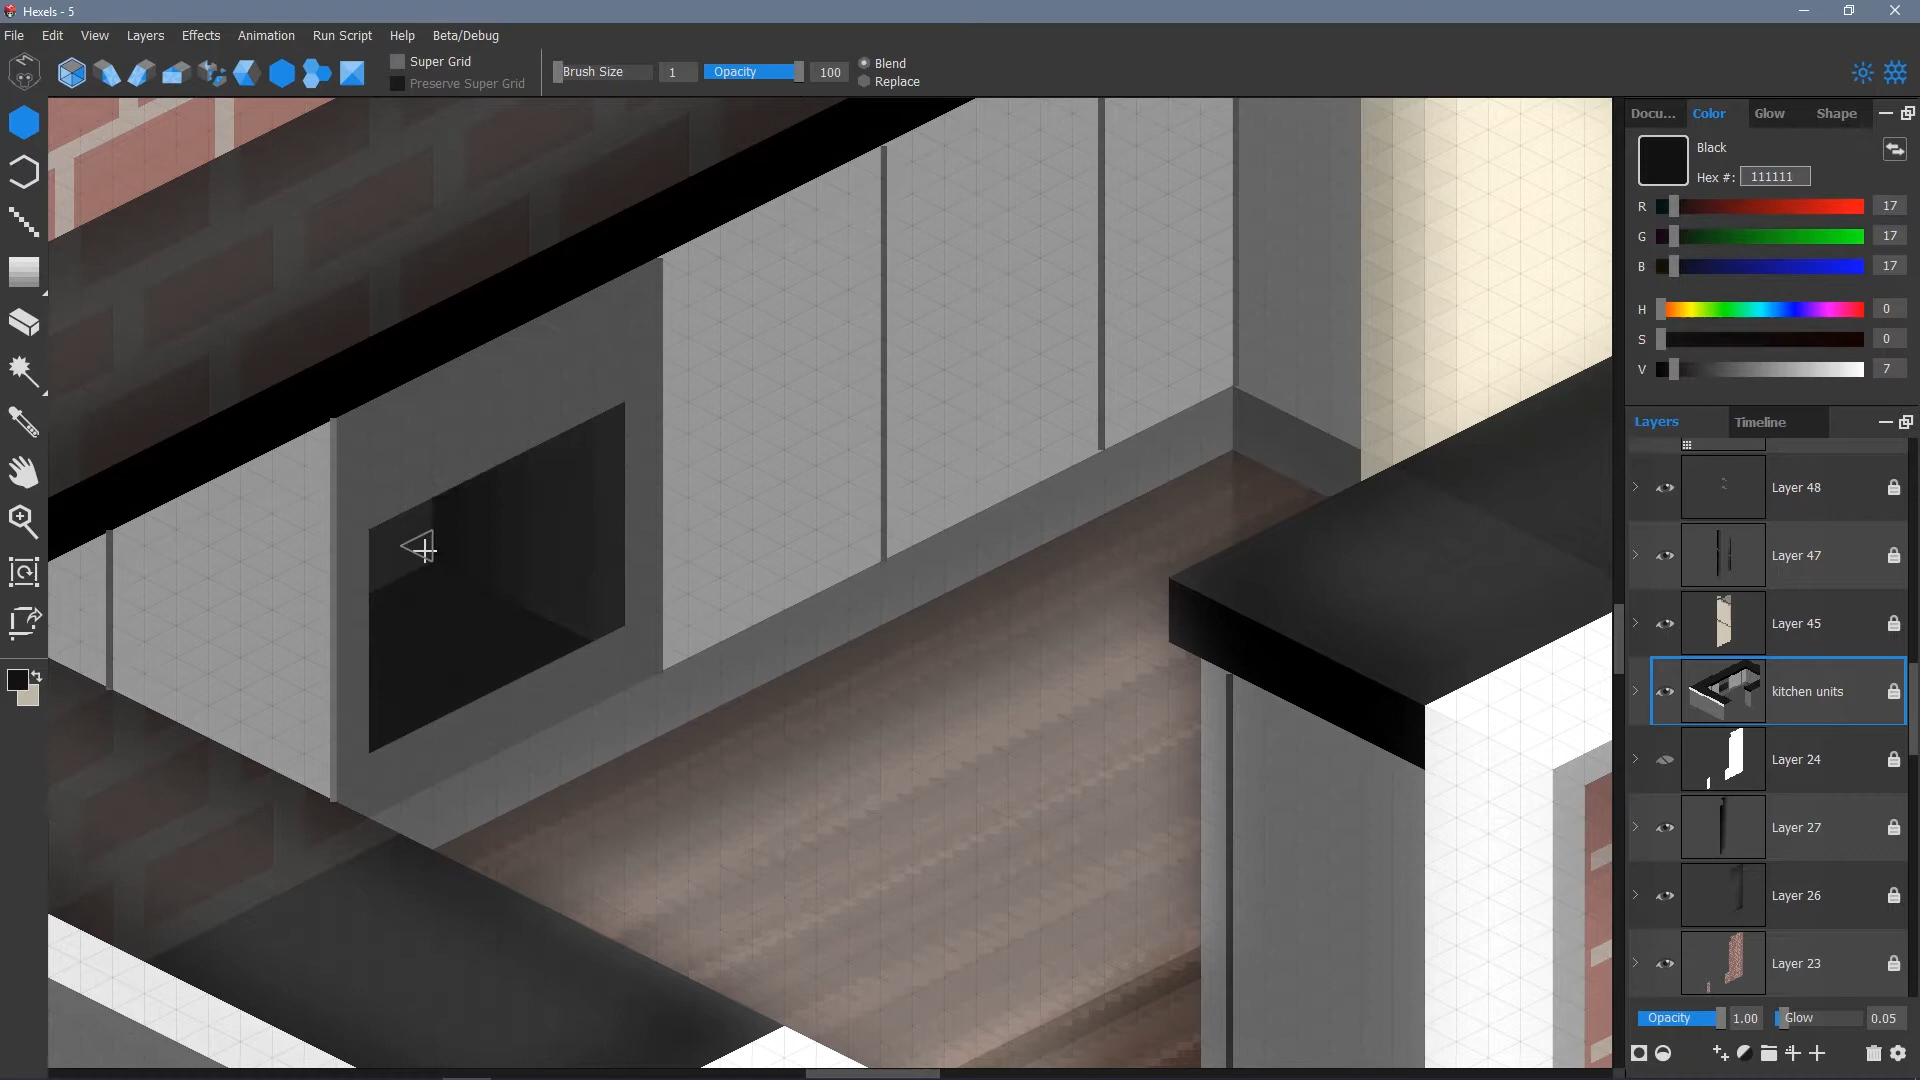 Hexels - 5
File Edit View Layers Effects Animation Run Script Help Beta/Debug
Super Grid
Preserve Super Grid
Brush Size 1 Opacity 100
Blend
Replace
Docu... Color Glow Shape
Black
Hex #: 111111
R 17
G 17
B 17
H 0
S 0
V 7
Layers Timeline
Layer 48
Layer 47
Layer 45
kitchen units
Layer 24
Layer 27
Layer 26
Layer 23
Opacity 1.00 Glow 0.05